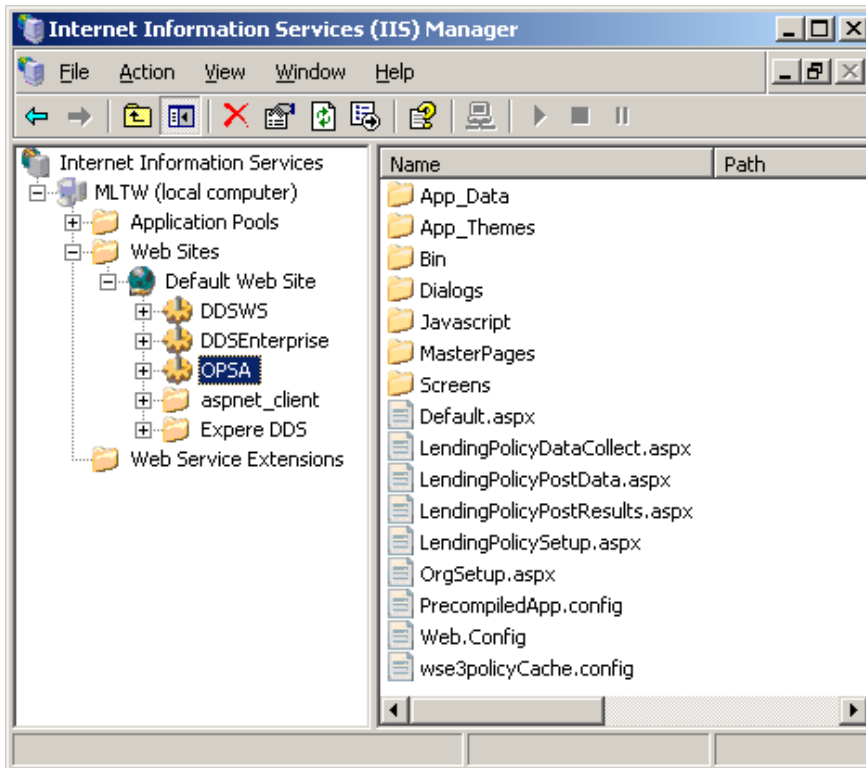 Internet Information Services (IIS) Manager
File Action View Window Help
Internet Information Services
MLTW (local computer)
Application Pools
Web Sites
Default Web Site
DDSWS
DDSEnterprise
OPSA
aspnet_client
Expere DDS
Web Service Extensions
Name Path
App_Data
App_Themes
Bin
Dialogs
Javascript
MasterPages
Screens
Default.aspx
LendingPolicyDataCollect.aspx
LendingPolicyPostData.aspx
LendingPolicyPostResults.aspx
LendingPolicySetup.aspx
OrgSetup.aspx
PrecompiledApp.config
Web.Config
wse3policyCache.config